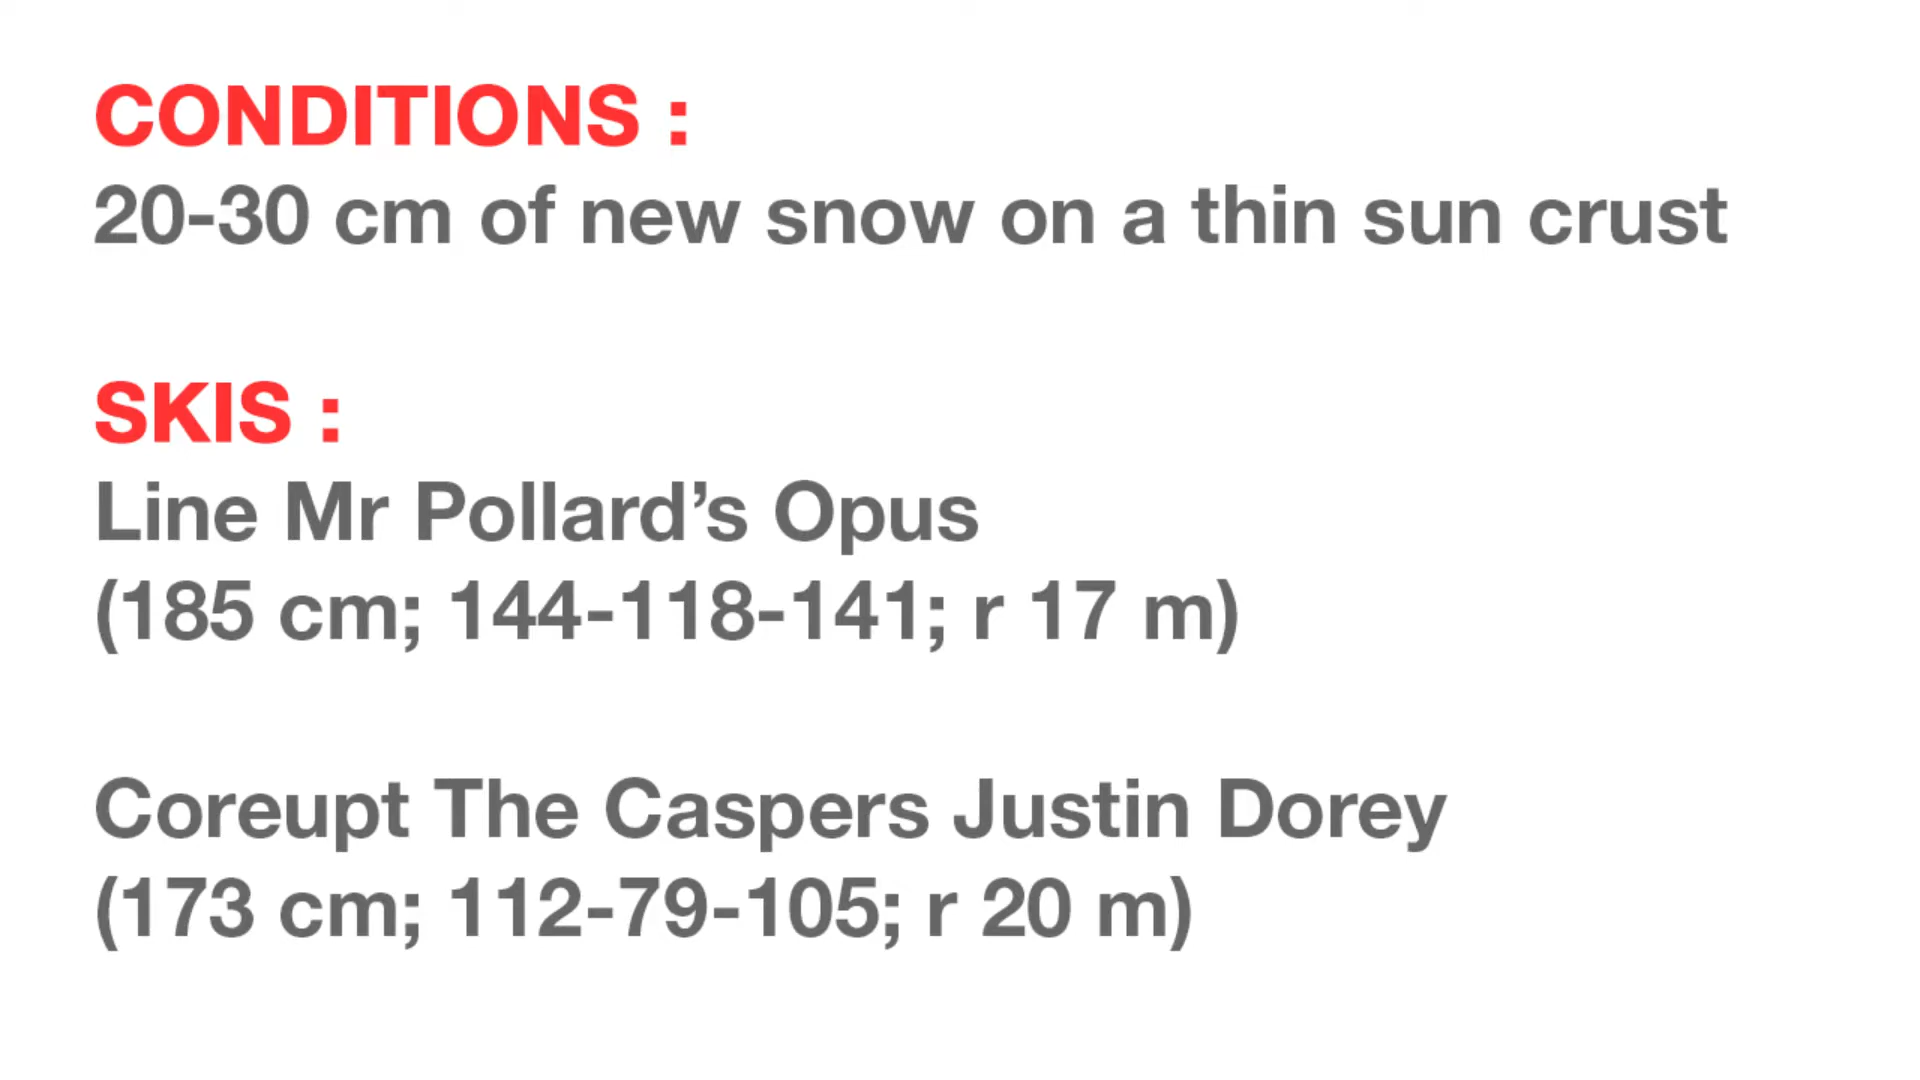 CONDITIONS :
20-30 cm of new snow on a thin sun crust
SKIS :
Line Mr Pollard’s Opus
(185 cm; 144-118-141; r 17 m)
Coreupt The Caspers Justin Dorey
(173 cm; 112-79-105; r 20 m)